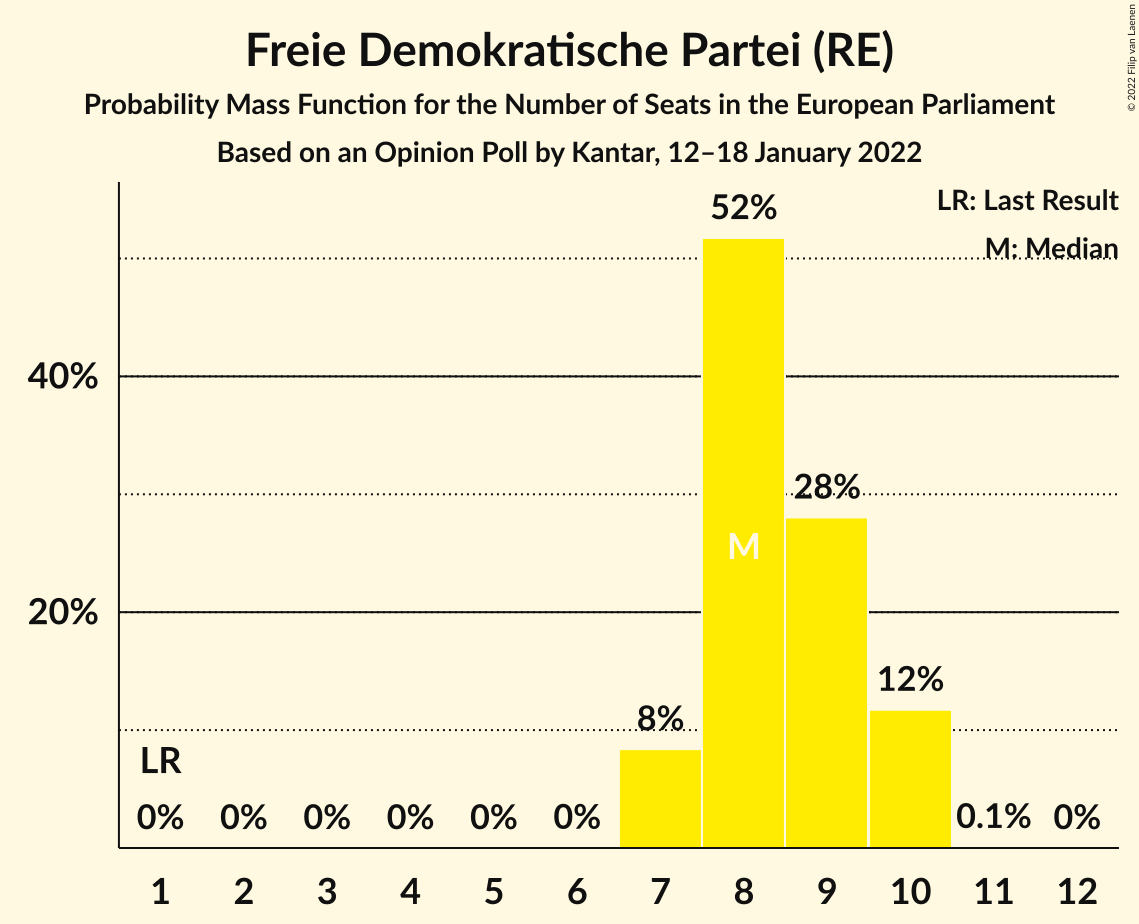 Freie Demokratische Partei (RE)
Probability Mass Function for the Number of Seats in the European Parliament
Based on an Opinion Poll by Kantar, 12–18 January 2022
© 2022 Filip van Laenen
LR: Last Result
M: Median
52%
40%
28%
M
20%
12%
8%
LR
0% 0% 0% 0% 0% 0% 0.1% 0%
1 2 3 4 5 6 7 8 9 10 11 12